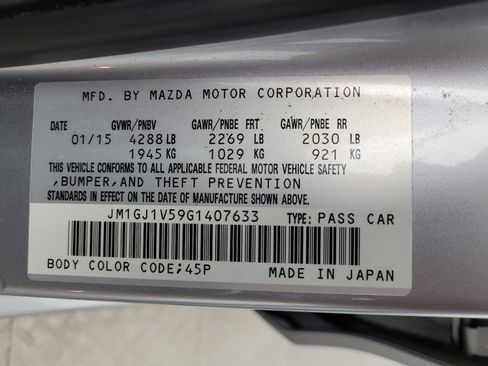 MFD. BY MAZDA MOTOR CORPORATION
DATE GVWR/PNBV GAWR/PNBE FRT GAWR/PNBE RR
01/15 4288 LB 2269 LB 2030 LB
1945 KG 1029 KG 921 KG
THIS VEHICLE CONFORMS TO ALL APPLICABLE FEDERAL MOTOR VEHICLE SAFETY
,BUMPER,AND THEFT PREVENTION
STANDARDS IN EFFECT ON THE DATE OF MANUFACTURE SHOWN ABOVE.
JM1GJ1V59G1407633 TYPE: PASS CAR
BODY COLOR CODE;45P MADE IN JAPAN